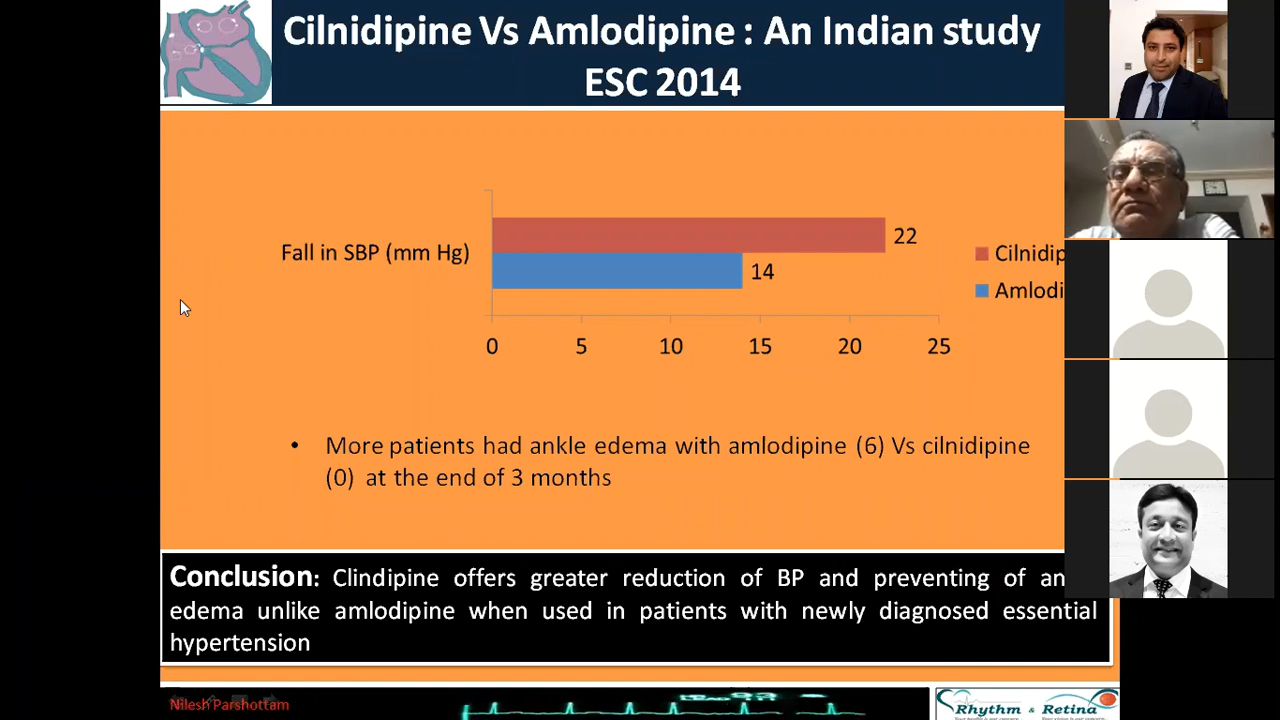 Cilnidipine Vs Amlodipine : An Indian study
ESC 2014
Fall in SBP (mm Hg)
22
14
Cilnidip
Amlodi
0 5 10 15 20 25
• More patients had ankle edema with amlodipine (6) Vs cilnidipine
(0) at the end of 3 months
Conclusion: Clindipine offers greater reduction of BP and preventing of an
edema unlike amlodipine when used in patients with newly diagnosed essential
hypertension
Nilesh Parshottam
Rhythm & Retina